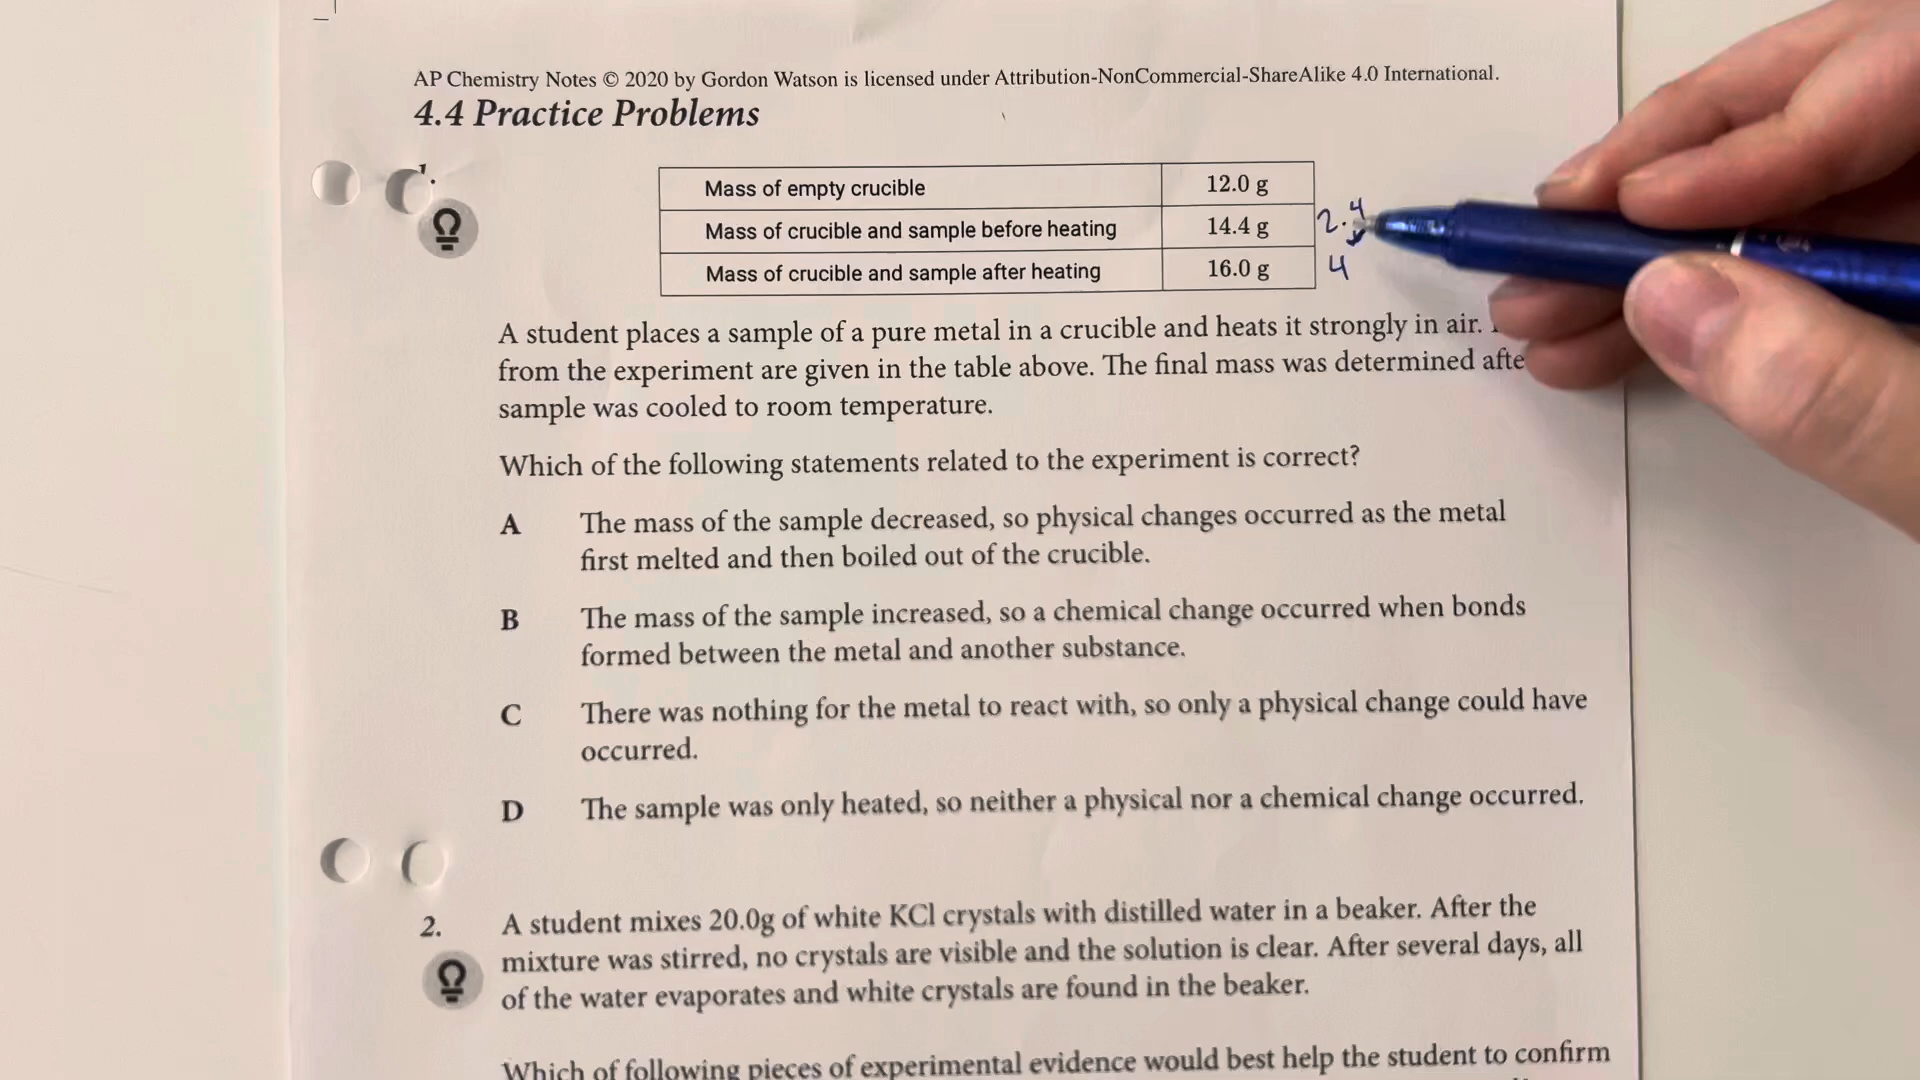 AP Chemistry Notes © 2020 by Gordon Watson is licensed under Attribution-NonCommercial-ShareAlike 4.0 International.
4.4 Practice Problems
Mass of empty crucible 12.0 g
Mass of crucible and sample before heating 14.4 g 2.4
Mass of crucible and sample after heating 16.0 g 4
A student places a sample of a pure metal in a crucible and heats it strongly in air.
from the experiment are given in the table above. The final mass was determined
sample was cooled to room temperature.
Which of the following statements related to the experiment is correct?
A The mass of the sample decreased, so physical changes occurred as the metal
first melted and then boiled out of the crucible.
B The mass of the sample increased, so a chemical change occurred when bonds
formed between the metal and another substance.
C There was nothing for the metal to react with, so only a physical change could have
occurred.
D The sample was only heated, so neither a physical nor a chemical change occurred.
2. A student mixes 20.0g of white KCl crystals with distilled water in a beaker. After the
mixture was stirred, no crystals are visible and the solution is clear. After several days, all
of the water evaporates and white crystals are found in the beaker.
Which of following pieces of experimental evidence would best help the student to confirm